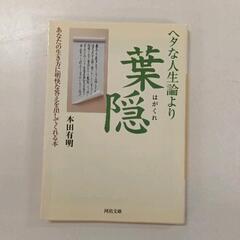 ヘタな人生論より
葉隠
はがくれ
あなたの生き方に明快な答えを出してくれる本
本田有明
河出文庫